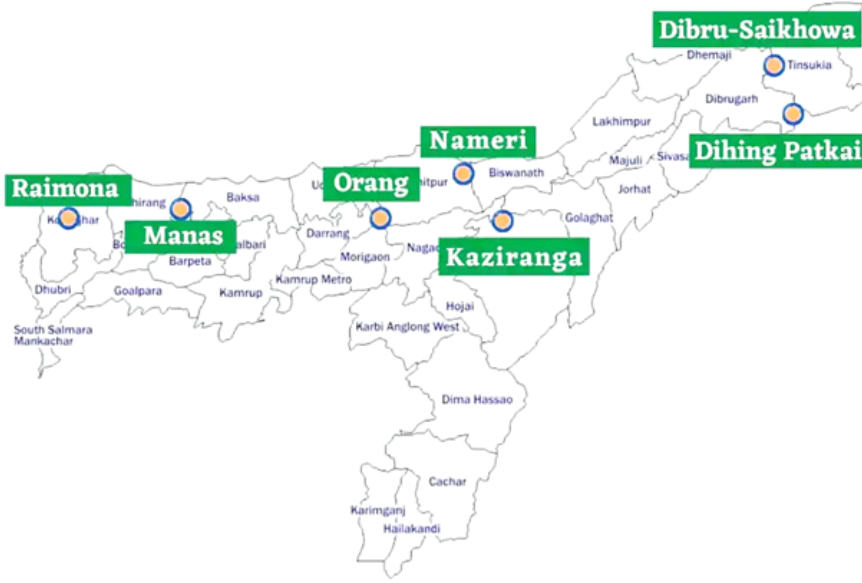 Dibru-Saikhowa
Dhemaji
Tinsukia
Dibrugarh
Lakhimpur
Nameri
Dihing Patkai
Majuli
Sivasa
Biswanath
Jorhat
Raimona
Orang
Baksa
hirang
Manas
Golaghat
Darrang
Kaziranga
Barpeta
Morigaon
Kamrup Metro
Dhubri
Goalpara
Kamrup
Hojai
South Salmara
Mankachar
Karbi Anglong West
Dima Hassao
Cachar
Karimganj
Hailakandi